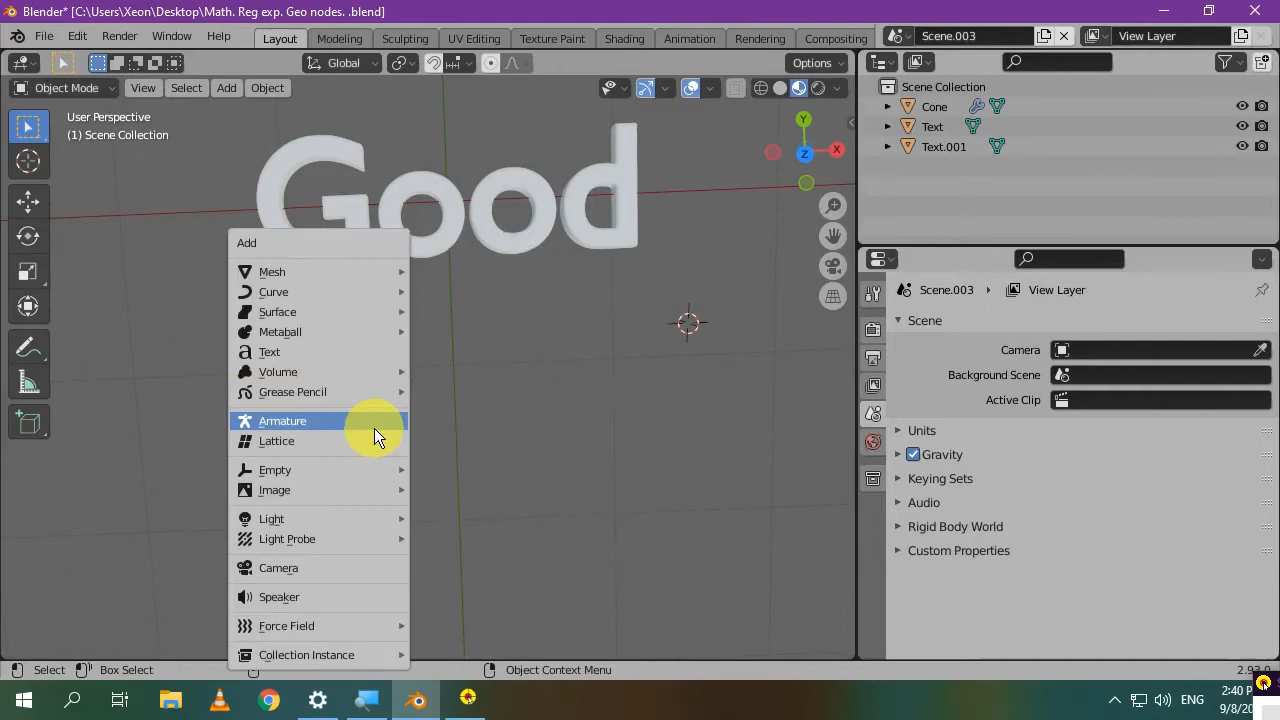 Blender* [C:\Users\Xeon\Desktop\Math. Reg exp. Geo nodes. .blend]
File Edit Render Window Help
Layout Modeling Sculpting UV Editing Texture Paint Shading Animation Rendering Compositing
Scene.003
View Layer
Global
Options
Object Mode View Select Add Object
User Perspective
(1) Scene Collection
Good
Y
X
Z
Add
Mesh
Curve
Surface
Metaball
Text
Volume
Grease Pencil
Armature
Lattice
Empty
Image
Light
Light Probe
Camera
Speaker
Force Field
Collection Instance
Scene Collection
Cone
Text
Text.001
Scene.003 View Layer
Scene
Camera
Background Scene
Active Clip
Units
Gravity
Keying Sets
Audio
Rigid Body World
Custom Properties
Select Box Select Object Context Menu
ENG
2:40 P
9/8/20